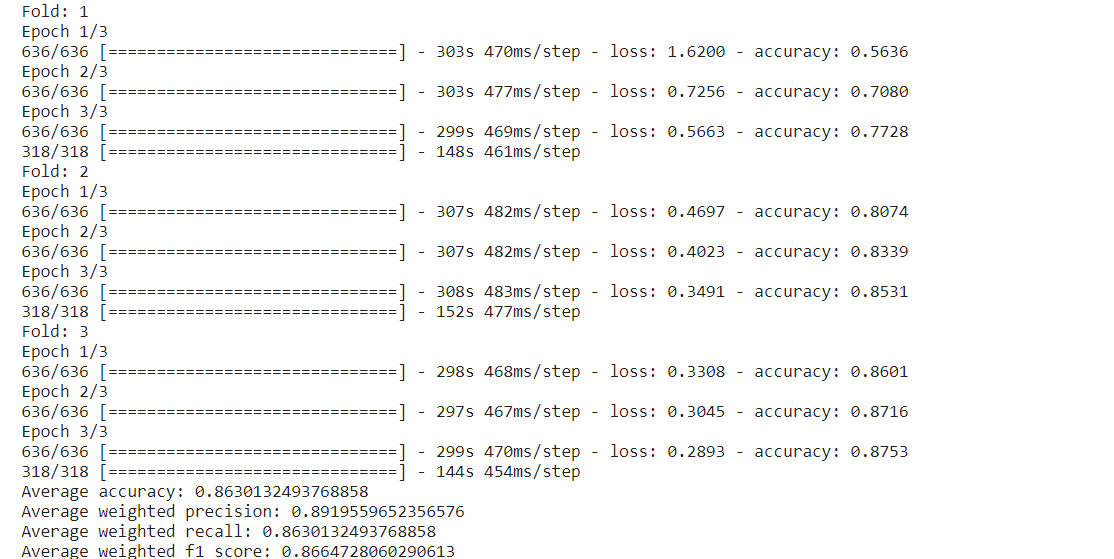 Fold: 1
Epoch 1/3
636/636 [==============================] - 303s 470ms/step - loss: 1.6200 - accuracy: 0.5636
Epoch 2/3
636/636 [==============================] - 303s 477ms/step - loss: 0.7256 - accuracy: 0.7080
Epoch 3/3
636/636 [==============================] - 299s 469ms/step - loss: 0.5663 - accuracy: 0.7728
318/318 [==============================] - 148s 461ms/step
Fold: 2
Epoch 1/3
636/636 [==============================] - 307s 482ms/step - loss: 0.4697 - accuracy: 0.8074
Epoch 2/3
636/636 [==============================] - 307s 482ms/step - loss: 0.4023 - accuracy: 0.8339
Epoch 3/3
636/636 [==============================] - 308s 483ms/step - loss: 0.3491 - accuracy: 0.8531
318/318 [==============================] - 152s 477ms/step
Fold: 3
Epoch 1/3
636/636 [==============================] - 298s 468ms/step - loss: 0.3308 - accuracy: 0.8601
Epoch 2/3
636/636 [==============================] - 297s 467ms/step - loss: 0.3045 - accuracy: 0.8716
Epoch 3/3
636/636 [==============================] - 299s 470ms/step - loss: 0.2893 - accuracy: 0.8753
318/318 [==============================] - 144s 454ms/step
Average accuracy: 0.8630132493768858
Average weighted precision: 0.8919559652356576
Average weighted recall: 0.8630132493768858
Average weighted f1 score: 0.8664728060290613